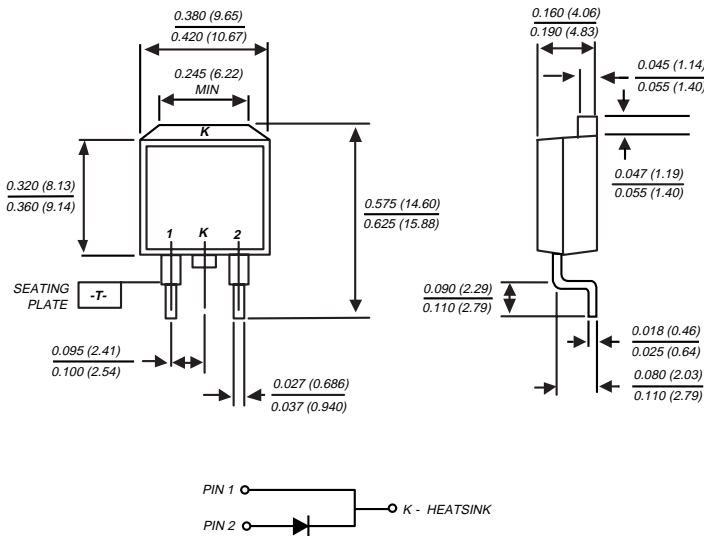 0.380 (9.65)
0.420 (10.67)
0.245 (6.22)
MIN
K
0.320 (8.13)
0.360 (9.14)
0.575 (14.60)
0.625 (15.88)
1 K 2
SEATING
PLATE
-T-
0.095 (2.41)
0.100 (2.54)
0.027 (0.686)
0.037 (0.940)
0.160 (4.06)
0.190 (4.83)
0.045 (1.14)
0.055 (1.40)
0.047 (1.19)
0.055 (1.40)
0.090 (2.29)
0.110 (2.79)
0.018 (0.46)
0.025 (0.64)
0.080 (2.03)
0.110 (2.79)
PIN 1
K - HEATSINK
PIN 2